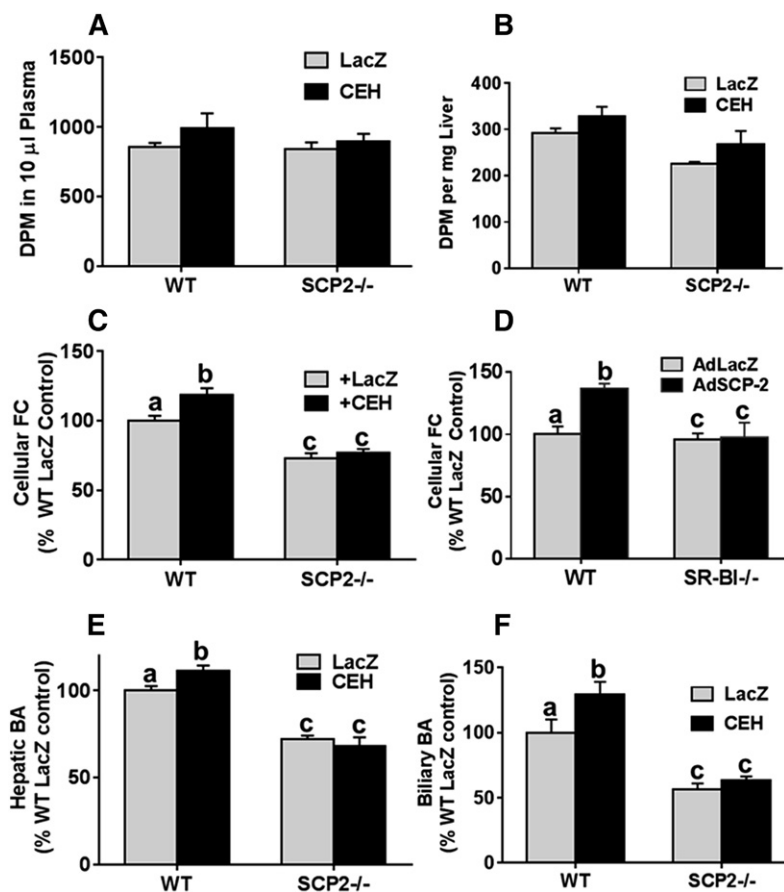 A
DPM in 10 µl Plasma
1500
1000
500
0
LacZ
CEH
WT
SCP2-/-
B
DPM per mg Liver
400
300
200
100
0
LacZ
CEH
WT
SCP2-/-
C
Cellular FC
(% WT LacZ Control)
150
100
50
0
+LacZ
+CEH
a
b
c
c
WT
SCP2-/-
D
Cellular FC
(% WT LacZ Control)
150
100
50
0
AdLacZ
AdSCP-2
a
b
c
c
WT
SR-BI-/-
E
Hepatic BA
(% WT LacZ control)
100
50
0
LacZ
CEH
a
b
c
c
WT
SCP2-/-
F
Biliary BA
(% WT LacZ control)
150
100
50
0
LacZ
CEH
a
b
c
c
WT
SCP2-/-